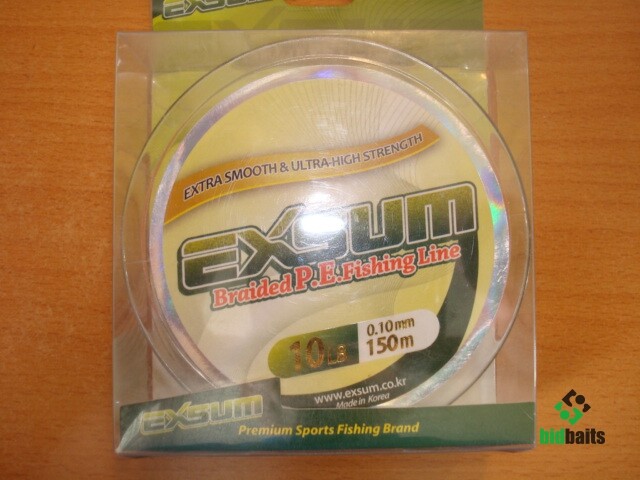 EXSUM
EXTRA SMOOTH & ULTRA-HIGH STRENGTH
EXSUM
Braided P.E.Fishing Line
10LB
0.10mm
150m
www.exsum.co.kr
Made in Korea
EXSUM
Premium Sports Fishing Brand
bidbaits